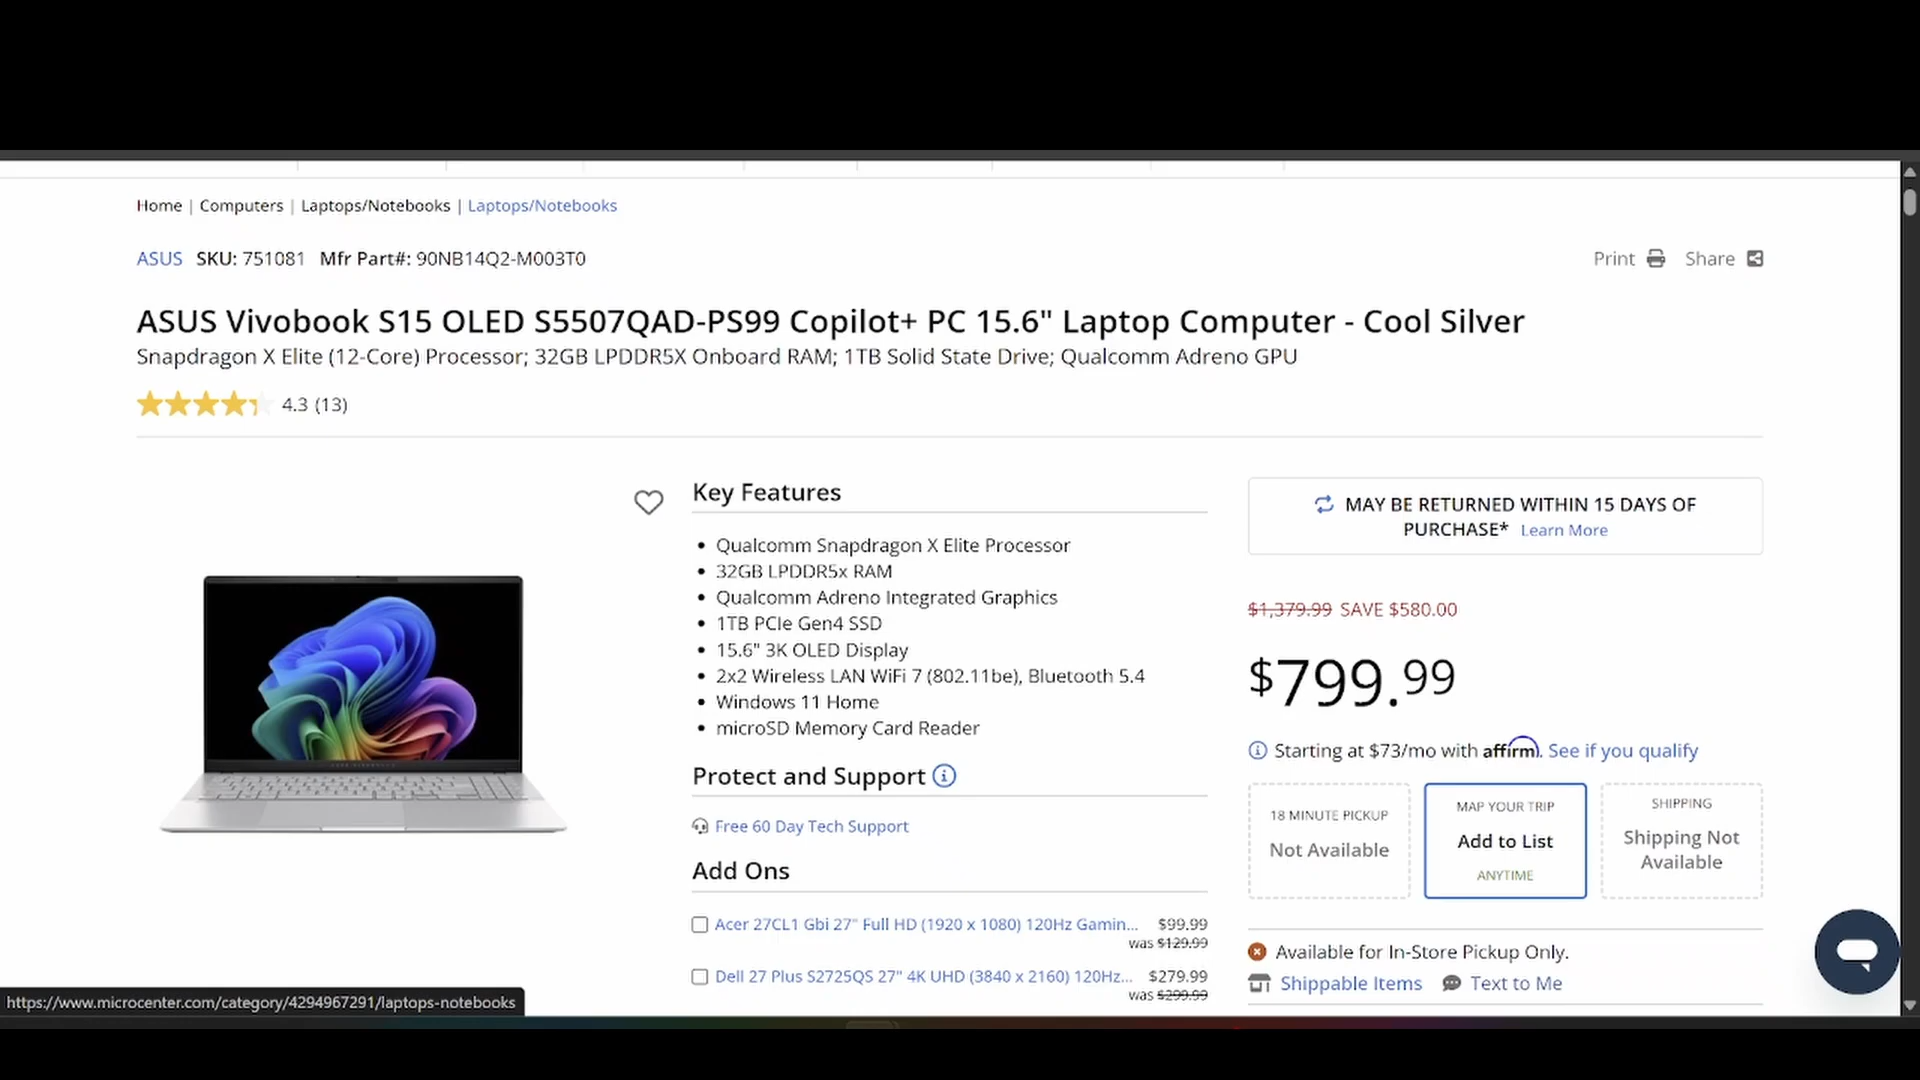 Home | Computers | Laptops/Notebooks | Laptops/Notebooks
ASUS SKU: 751081 Mfr Part#: 90NB14Q2-M003T0
Print Share
ASUS Vivobook S15 OLED S5507QAD-PS99 Copilot+ PC 15.6" Laptop Computer - Cool Silver
Snapdragon X Elite (12-Core) Processor; 32GB LPDDR5X Onboard RAM; 1TB Solid State Drive; Qualcomm Adreno GPU
4.3 (13)
Key Features
• Qualcomm Snapdragon X Elite Processor
• 32GB LPDDR5x RAM
• Qualcomm Adreno Integrated Graphics
• 1TB PCIe Gen4 SSD
• 15.6" 3K OLED Display
• 2x2 Wireless LAN WiFi 7 (802.11be), Bluetooth 5.4
• Windows 11 Home
• microSD Memory Card Reader
Protect and Support
Free 60 Day Tech Support
Add Ons
Acer 27CL1 Gbi 27" Full HD (1920 x 1080) 120Hz Gamin... $99.99
was $129.99
Dell 27 Plus S2725QS 27" 4K UHD (3840 x 2160) 120Hz... $279.99
was $299.99
MAY BE RETURNED WITHIN 15 DAYS OF
PURCHASE* Learn More
$1,379.99 SAVE $580.00
$799.99
Starting at $73/mo with affirm. See if you qualify
18 MINUTE PICKUP
Not Available
MAP YOUR TRIP
Add to List
ANYTIME
SHIPPING
Shipping Not
Available
Available for In-Store Pickup Only.
Shippable Items Text to Me
https://www.microcenter.com/category/4294967291/laptops-notebooks